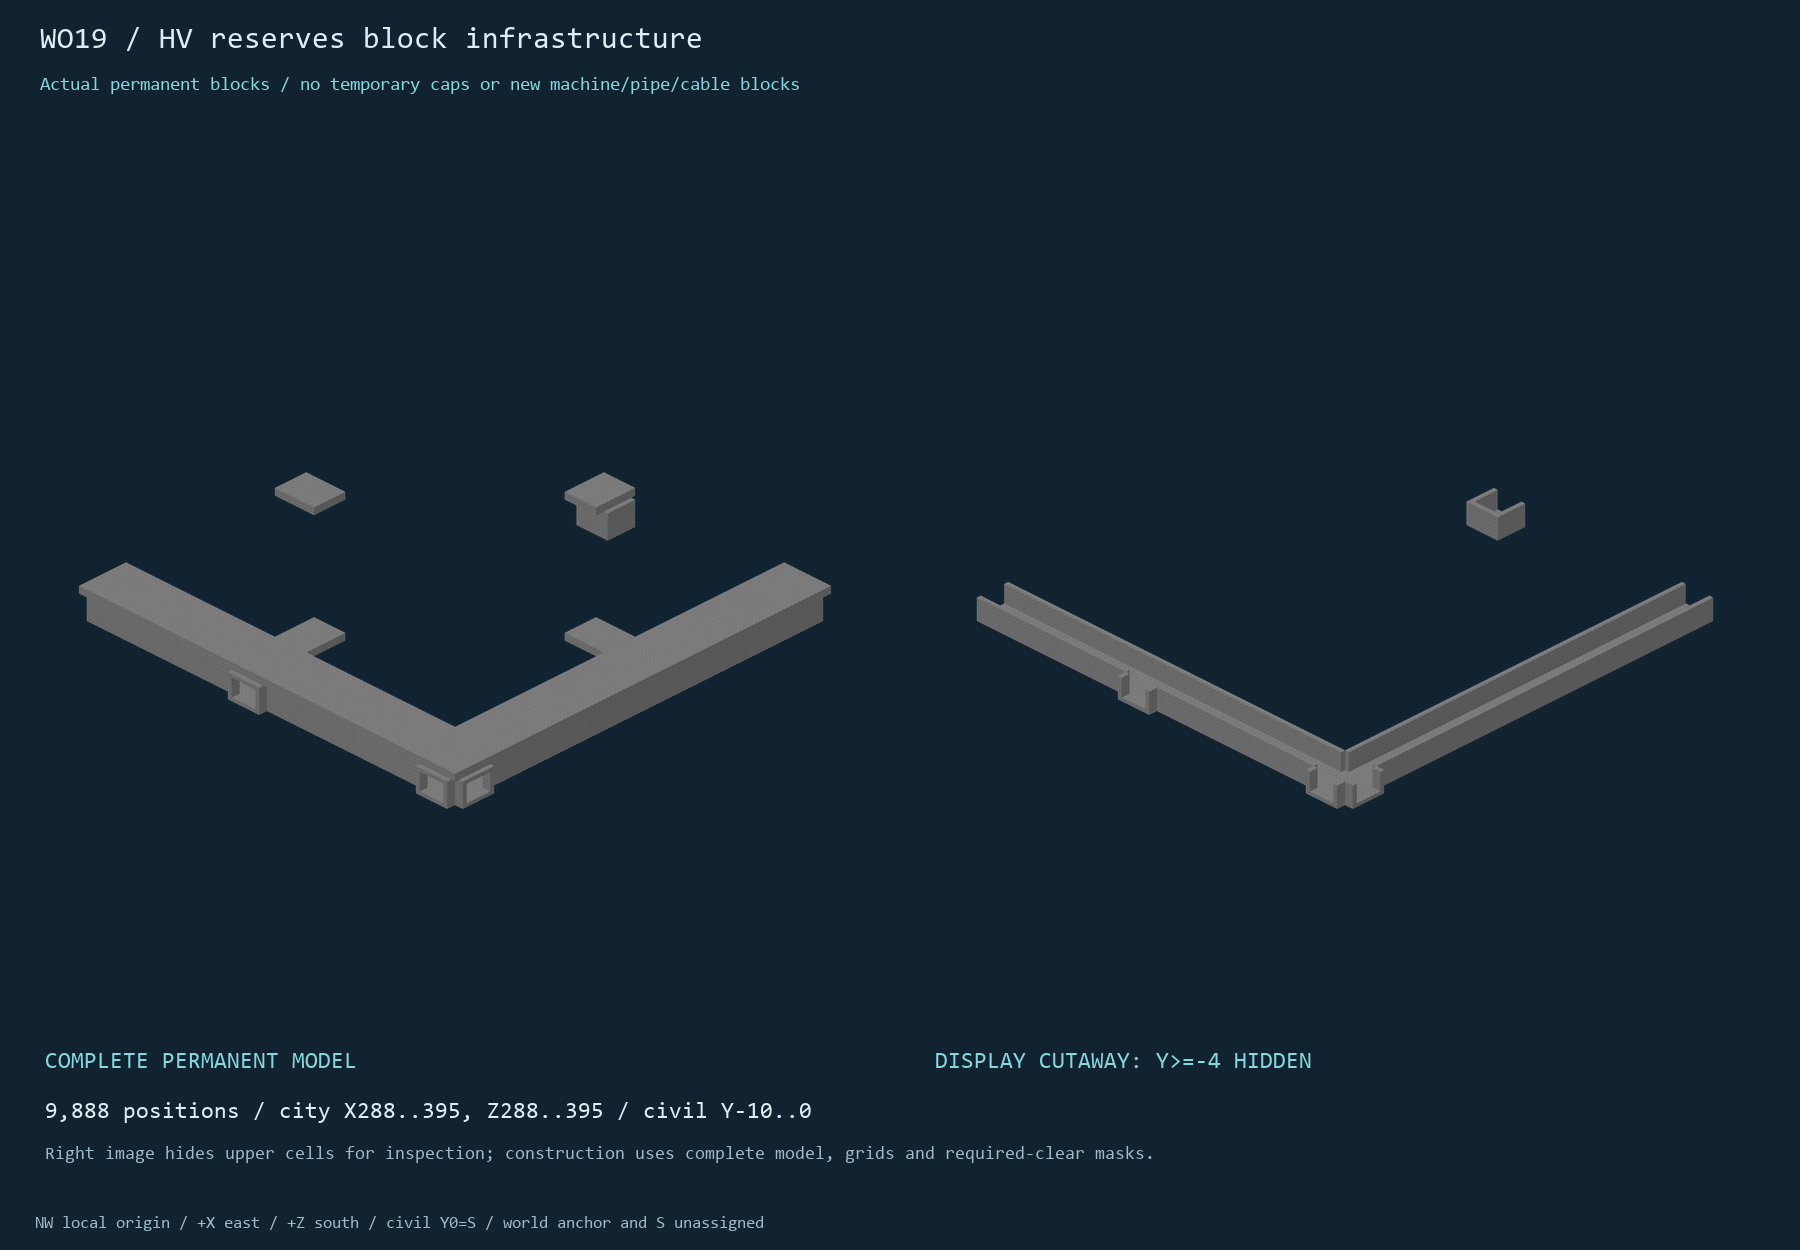 WO19 / HV reserves block infrastructure
Actual permanent blocks / no temporary caps or new machine/pipe/cable blocks
COMPLETE PERMANENT MODEL
DISPLAY CUTAWAY: Y>=-4 HIDDEN
9,888 positions / city X288..395, Z288..395 / civil Y-10..0
Right image hides upper cells for inspection; construction uses complete model, grids and required-clear masks.
NW local origin / +X east / +Z south / civil Y0=S / world anchor and S unassigned